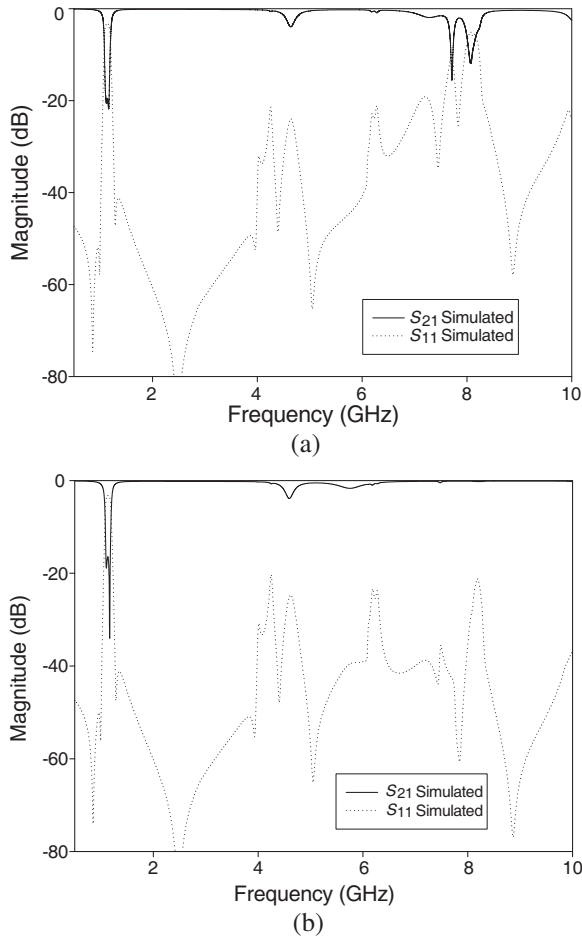 0
-20
-40
-60
-80
Magnitude (dB)
S21 Simulated
S11 Simulated
2 4 6 8 10
Frequency (GHz)
(a)
0
-20
-40
-60
-80
Magnitude (dB)
S21 Simulated
S11 Simulated
2 4 6 8 10
Frequency (GHz)
(b)